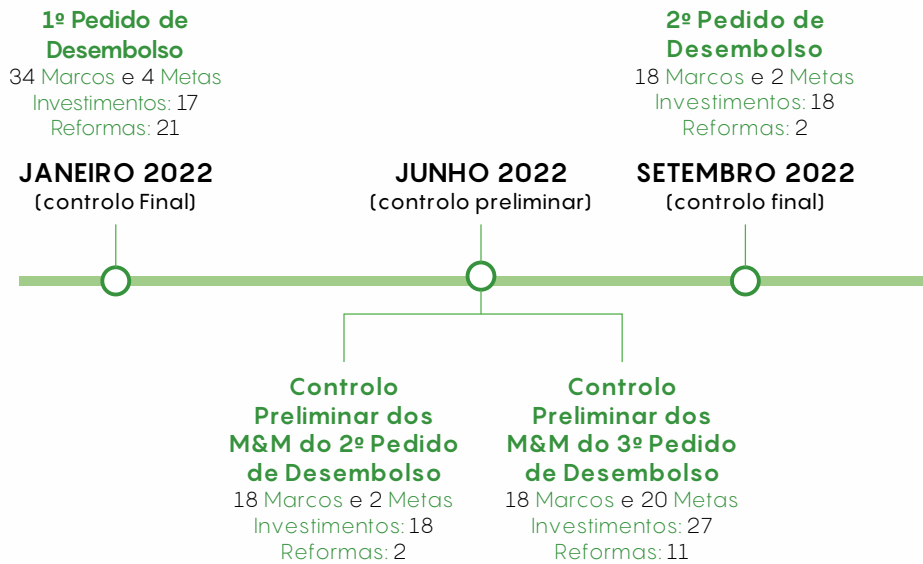 1º Pedido de
Desembolso
34 Marcos e 4 Metas
Investimentos: 17
Reformas: 21
JANEIRO 2022
(controlo Final)
JUNHO 2022
(controlo preliminar)
2º Pedido de
Desembolso
18 Marcos e 2 Metas
Investimentos: 18
Reformas: 2
SETEMBRO 2022
(controlo final)
Controlo
Preliminar dos
M&M do 2º Pedido
de Desembolso
18 Marcos e 2 Metas
Investimentos: 18
Reformas: 2
Controlo
Preliminar dos
M&M do 3º Pedido
de Desembolso
18 Marcos e 20 Metas
Investimentos: 27
Reformas: 11